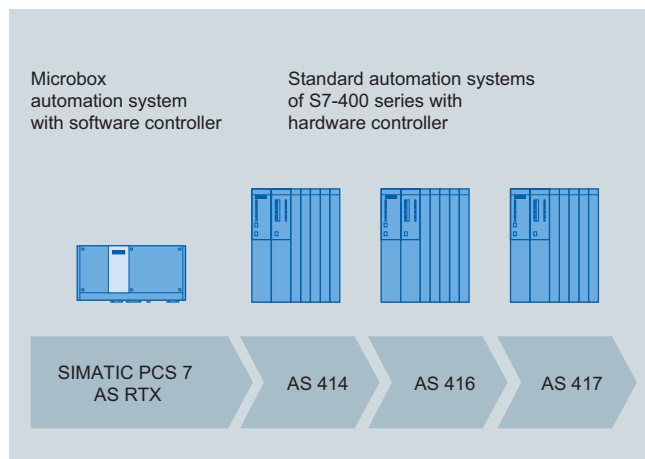 Microbox
automation system
with software controller
Standard automation systems
of S7-400 series with
hardware controller
SIMATIC PCS 7
AS RTX
AS 414
AS 416
AS 417